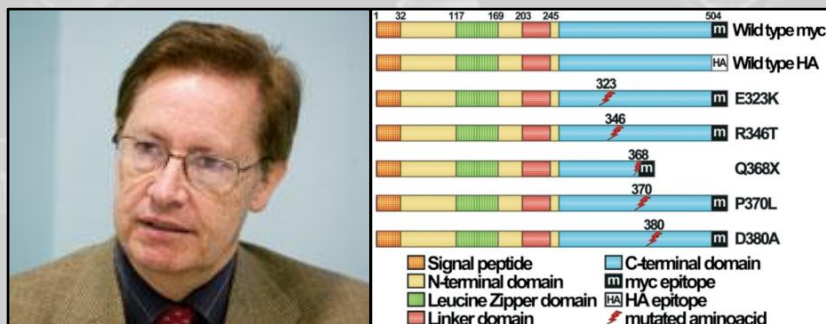 1 32 117 169 203 245 504
m Wild type myc
HA Wild type HA
323
m E323K
346
m R346T
368
m Q368X
370
m P370L
380
m D380A
Signal peptide C-terminal domain
N-terminal domain m myc epitope
Leucine Zipper domain HA HA epitope
Linker domain mutated aminoacid